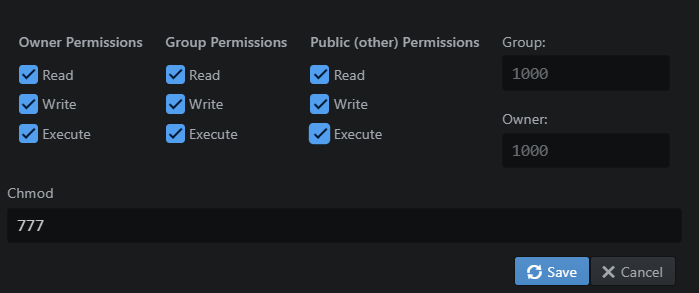 Owner Permissions Group Permissions Public (other) Permissions Group:
Read Read Read 1000
Write Write Write
Owner:
Execute Execute Execute 1000
Chmod
777
Save Cancel